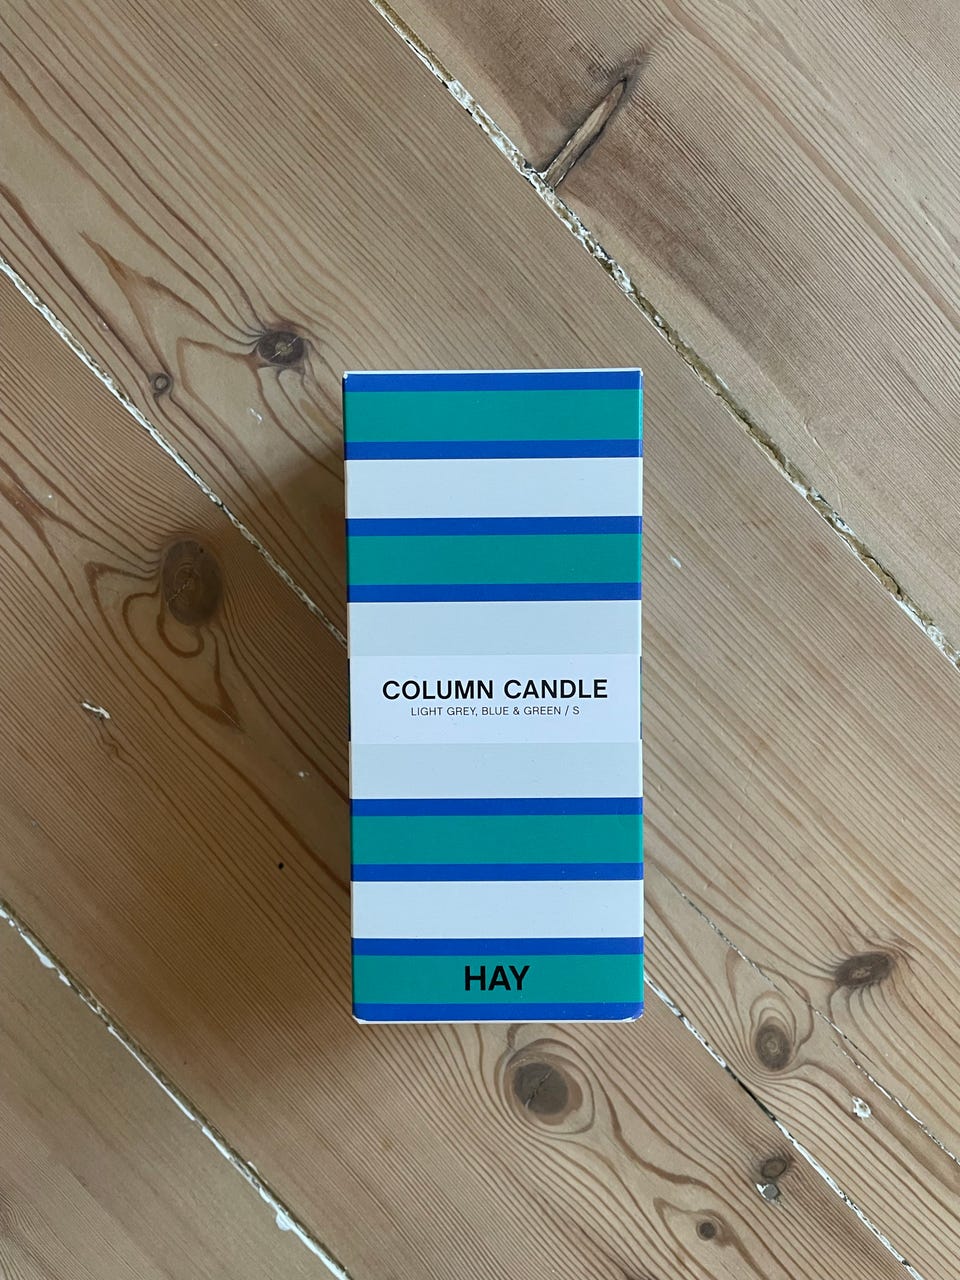 COLUMN CANDLE
LIGHT GREY, BLUE & GREEN / S
HAY